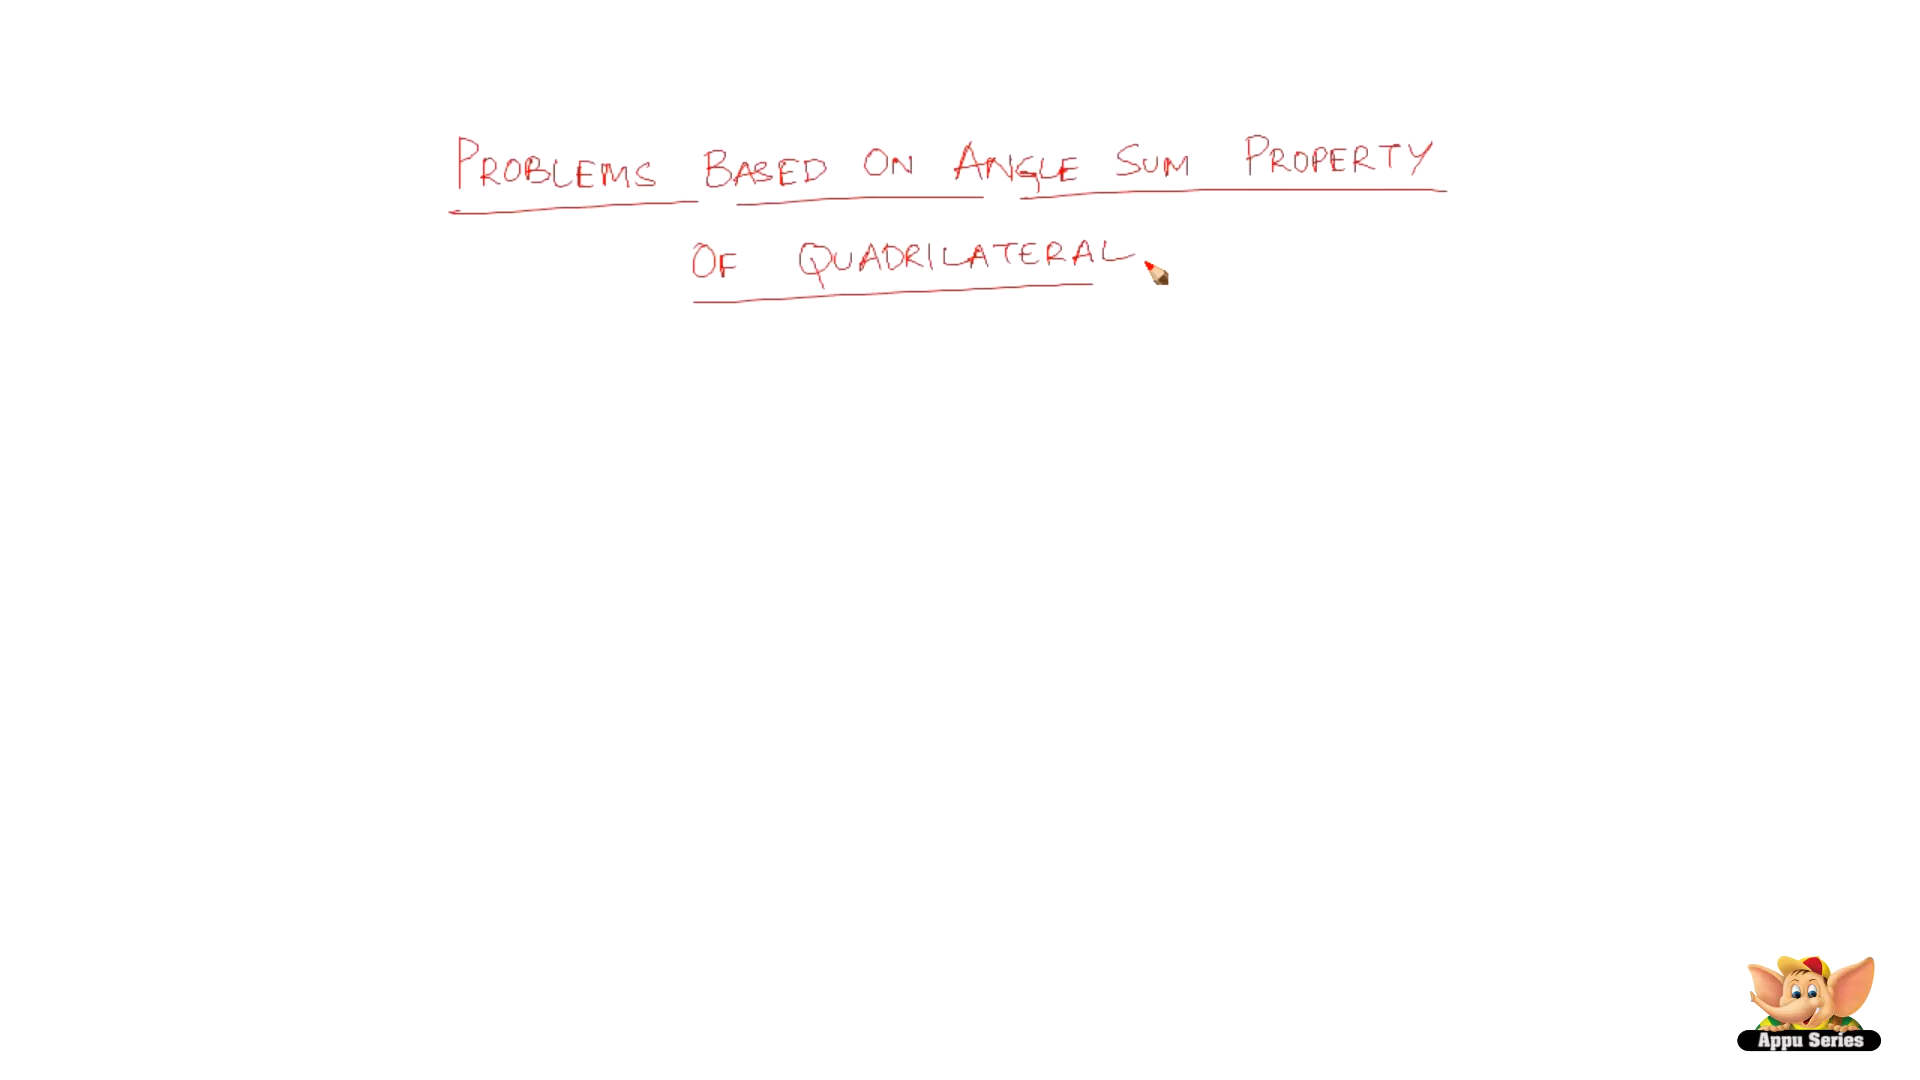 PROBLEMS BASED ON ANGLE SUM PROPERTY
OF QUADRILATERAL
Appu Series